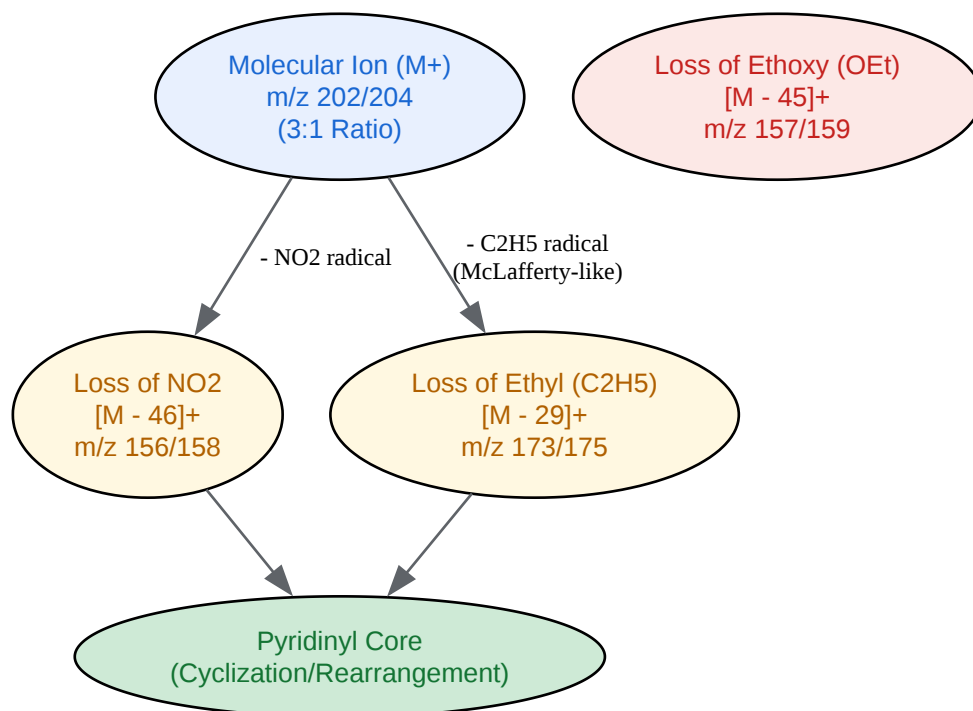 Molecular Ion (M+)
m/z 202/204
(3:1 Ratio)
Loss of Ethoxy (OEt)
[M - 45]+
m/z 157/159
- NO2 radical
- C2H5 radical
(McLafferty-like)
Loss of NO2
[M - 46]+
m/z 156/158
Loss of Ethyl (C2H5)
[M - 29]+
m/z 173/175
Pyridinyl Core
(Cyclization/Rearrangement)